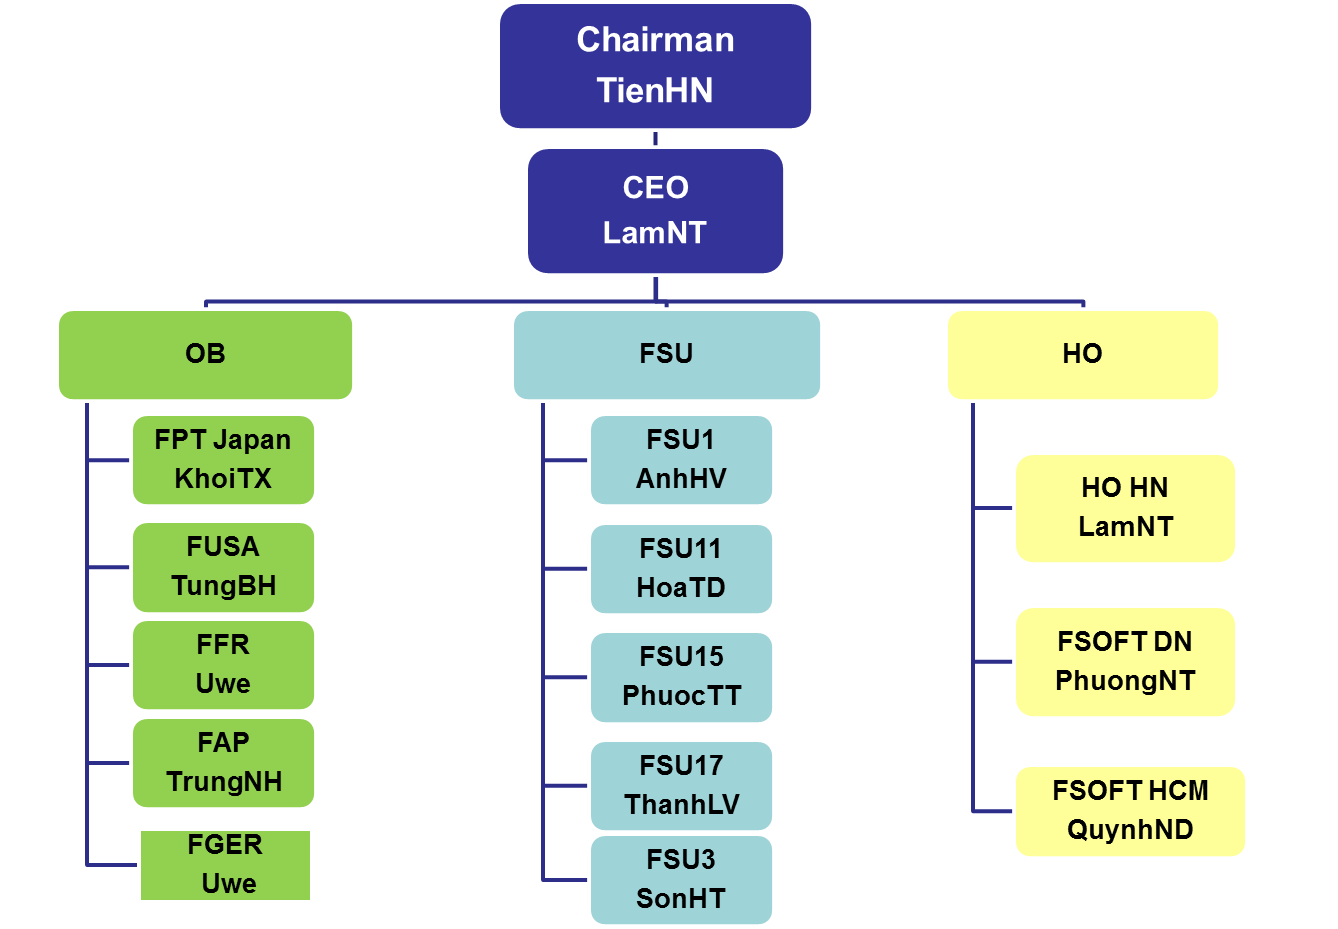 Chairman
TienHN
CEO
LamNT
OB
FPT Japan
KhoiTX
FUSA
TungBH
FFR
Uwe
FAP
TrungNH
FGER
Uwe
FSU
FSU1
AnhHV
FSU11
HoaTD
FSU15
PhuocTT
FSU17
ThanhLV
FSU3
SonHT
HO
HO HN
LamNT
FSOFT DN
PhuongNT
FSOFT HCM
QuynhND